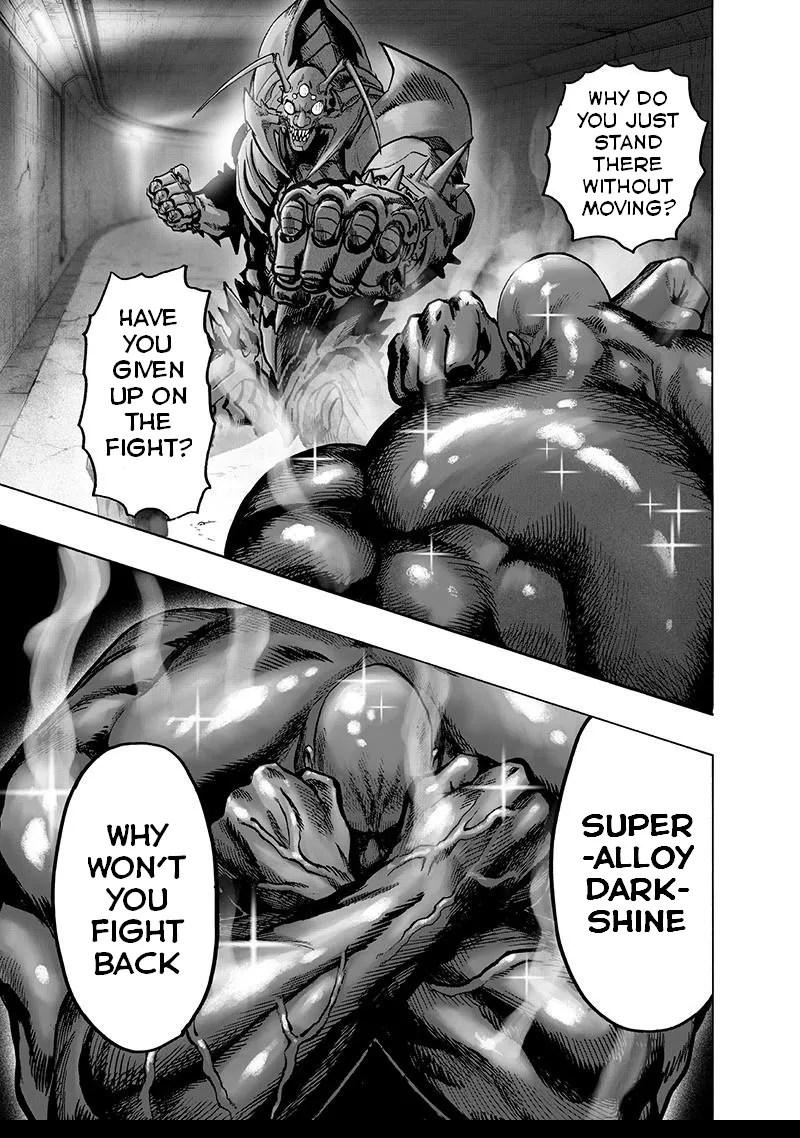 WHY DO
YOU JUST
STAND
THERE
WITHOUT
MOVING?
HAVE
YOU
GIVEN
UP ON
THE
FIGHT?
SUPER
-ALLOY
DARK-
SHINE
WHY
WON'T
YOU
FIGHT
BACK